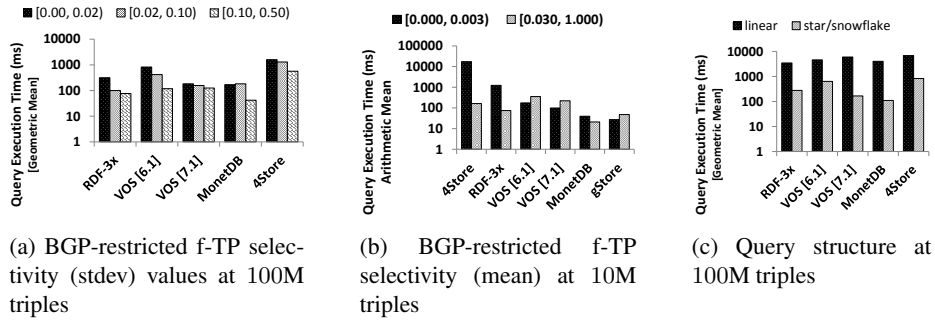 [0.00, 0.02) [0.02, 0.10) [0.10, 0.50)
Query Execution Time (ms)
[Geometric Mean]
10000
1000
100
10
1
RDF-3x
VOS [6.1]
VOS [7.1]
MonetDB
4Store
(a) BGP-restricted f-TP selec-
tivity (stdev) values at 100M
triples
[0.000, 0.003) [0.030, 1.000)
Query Execution Time (ms)
Arithmetic Mean
100000
10000
1000
100
10
1
4Store
RDF-3x
VOS [6.1]
VOS [7.1]
MonetDB
gStore
(b) BGP-restricted f-TP
selectivity (mean) at 10M
triples
linear star/snowflake
Query Execution Time (ms)
[Geometric Mean]
10000
1000
100
10
1
RDF-3x
VOS [6.1]
VOS [7.1]
MonetDB
4Store
(c) Query structure at
100M triples